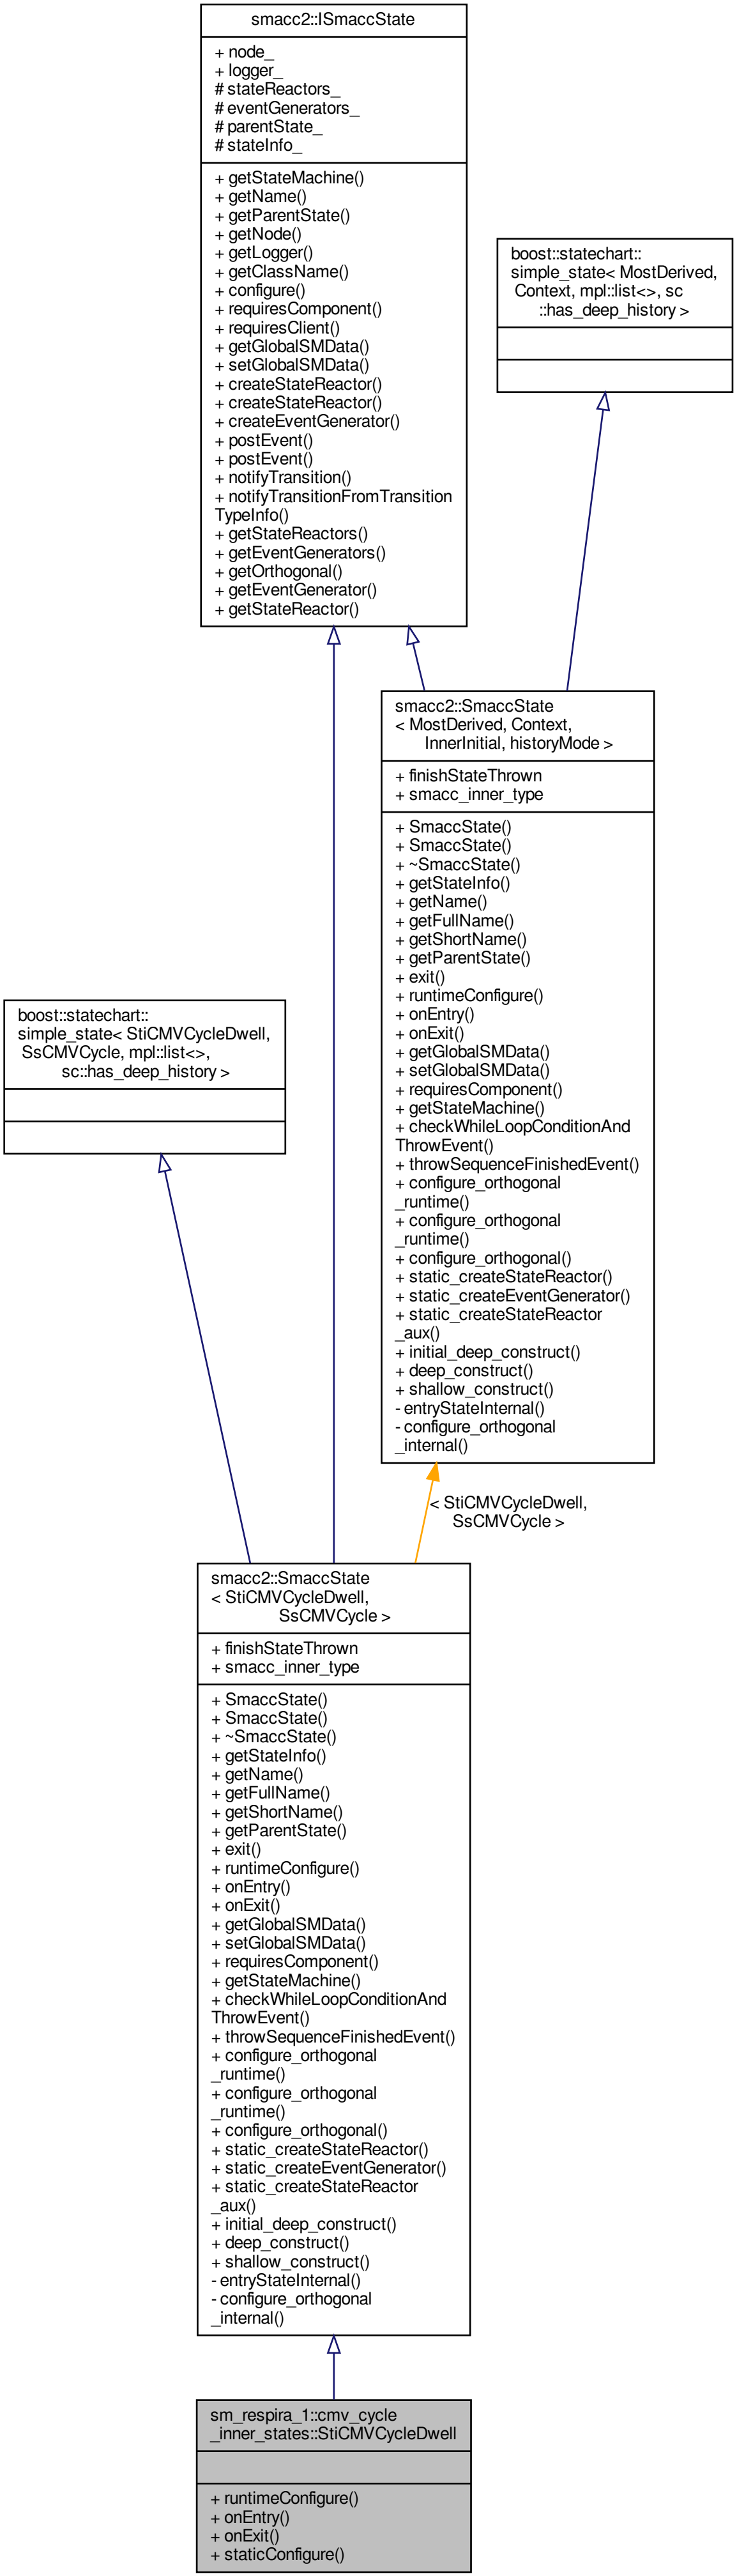 smacc2::ISmaccState
+ node_
+ logger_
# stateReactors_
# eventGenerators_
# parentState_
# stateInfo_
+ getStateMachine()
+ getName()
+ getParentState()
+ getNode()
+ getLogger()
+ getClassName()
+ configure()
+ requiresComponent()
+ requiresClient()
+ getGlobalSMData()
+ setGlobalSMData()
+ createStateReactor()
+ createStateReactor()
+ createEventGenerator()
+ postEvent()
+ postEvent()
+ notifyTransition()
+ notifyTransitionFromTransition
TypeInfo()
+ getStateReactors()
+ getEventGenerators()
+ getOrthogonal()
+ getEventGenerator()
+ getStateReactor()
boost::statechart::
simple_state< MostDerived,
Context, mpl::list<>, sc
::has_deep_history >
smacc2::SmaccState
< MostDerived, Context,
InnerInitial, historyMode >
+ finishStateThrown
+ smacc_inner_type
+ SmaccState()
+ SmaccState()
+ ~SmaccState()
+ getStateInfo()
+ getName()
+ getFullName()
+ getShortName()
+ getParentState()
+ exit()
+ runtimeConfigure()
+ onEntry()
+ onExit()
+ getGlobalSMData()
+ setGlobalSMData()
+ requiresComponent()
+ getStateMachine()
+ checkWhileLoopConditionAnd
ThrowEvent()
+ throwSequenceFinishedEvent()
+ configure_orthogonal
_runtime()
+ configure_orthogonal
_runtime()
+ configure_orthogonal()
+ static_createStateReactor()
+ static_createEventGenerator()
+ static_createStateReactor
_aux()
+ initial_deep_construct()
+ deep_construct()
+ shallow_construct()
- entryStateInternal()
- configure_orthogonal
_internal()
boost::statechart::
simple_state< StiCMVCycleDwell,
SsCMVCycle, mpl::list<>,
sc::has_deep_history >
< StiCMVCycleDwell,
SsCMVCycle >
smacc2::SmaccState
< StiCMVCycleDwell,
SsCMVCycle >
+ finishStateThrown
+ smacc_inner_type
+ SmaccState()
+ SmaccState()
+ ~SmaccState()
+ getStateInfo()
+ getName()
+ getFullName()
+ getShortName()
+ getParentState()
+ exit()
+ runtimeConfigure()
+ onEntry()
+ onExit()
+ getGlobalSMData()
+ setGlobalSMData()
+ requiresComponent()
+ getStateMachine()
+ checkWhileLoopConditionAnd
ThrowEvent()
+ throwSequenceFinishedEvent()
+ configure_orthogonal
_runtime()
+ configure_orthogonal
_runtime()
+ configure_orthogonal()
+ static_createStateReactor()
+ static_createEventGenerator()
+ static_createStateReactor
_aux()
+ initial_deep_construct()
+ deep_construct()
+ shallow_construct()
- entryStateInternal()
- configure_orthogonal
_internal()
sm_respira_1::cmv_cycle
_inner_states::StiCMVCycleDwell
+ runtimeConfigure()
+ onEntry()
+ onExit()
+ staticConfigure()